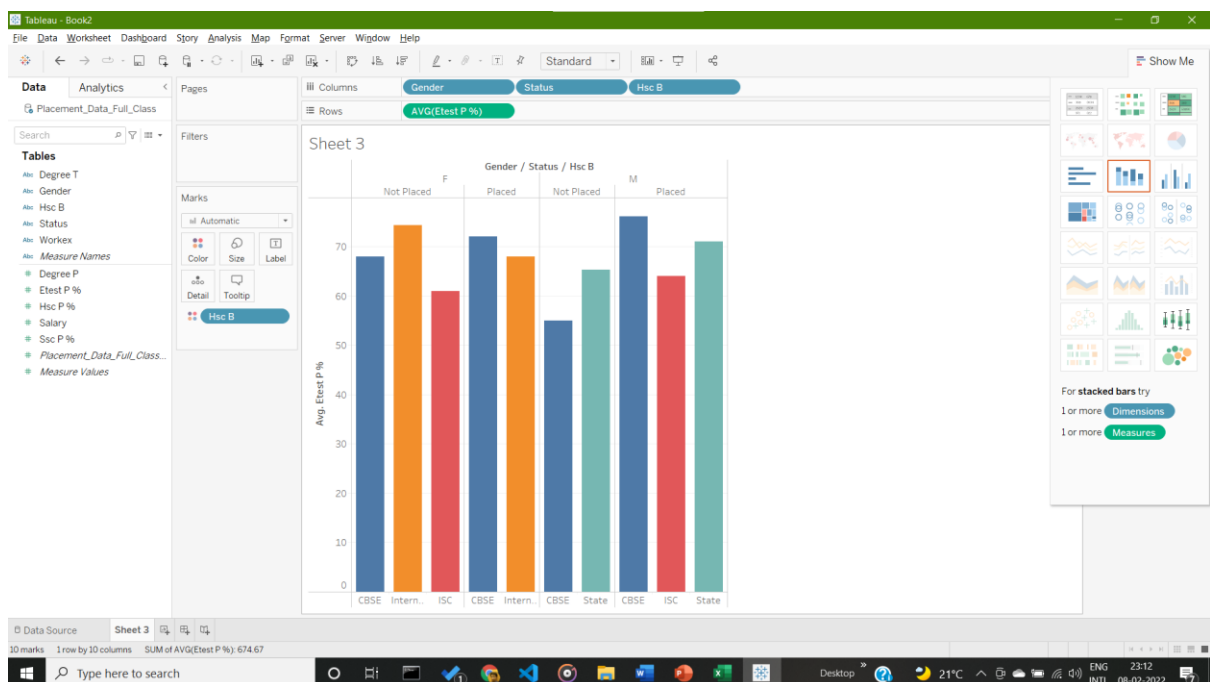 Tableau - Book2
File Data Worksheet Dashboard Story Analysis Map Format Server Window Help
Standard
Show Me
Data Analytics
Pages
Columns Gender Status Hsc B
Placement_Data_Full_Class
Rows AVG(Etest P %)
Search
Filters
Sheet 3
Tables
Gender / Status / Hsc B
Abc Degree T
F M
Abc Gender
Not Placed Placed Not Placed Placed
Abc Hsc B
Marks
Abc Status
Automatic
Abc Workex
Abc Measure Names
Color Size Label
# Degree P
# Etest P %
Detail Tooltip
# Hsc P %
Hsc B
# Salary
# Ssc P %
# Placement_Data_Full_Class...
# Measure Values
Avg. Etest P %
70
60
50
40
30
20
10
0
CBSE Intern.. ISC CBSE Intern.. CBSE State CBSE ISC State
For stacked bars try
1 or more Dimensions
1 or more Measures
Data Source Sheet 3
10 marks 1 row by 10 columns SUM of AVG(Etest P %): 674.67
Type here to search
Desktop 21°C ENG 23:12
INTL 08-02-2022